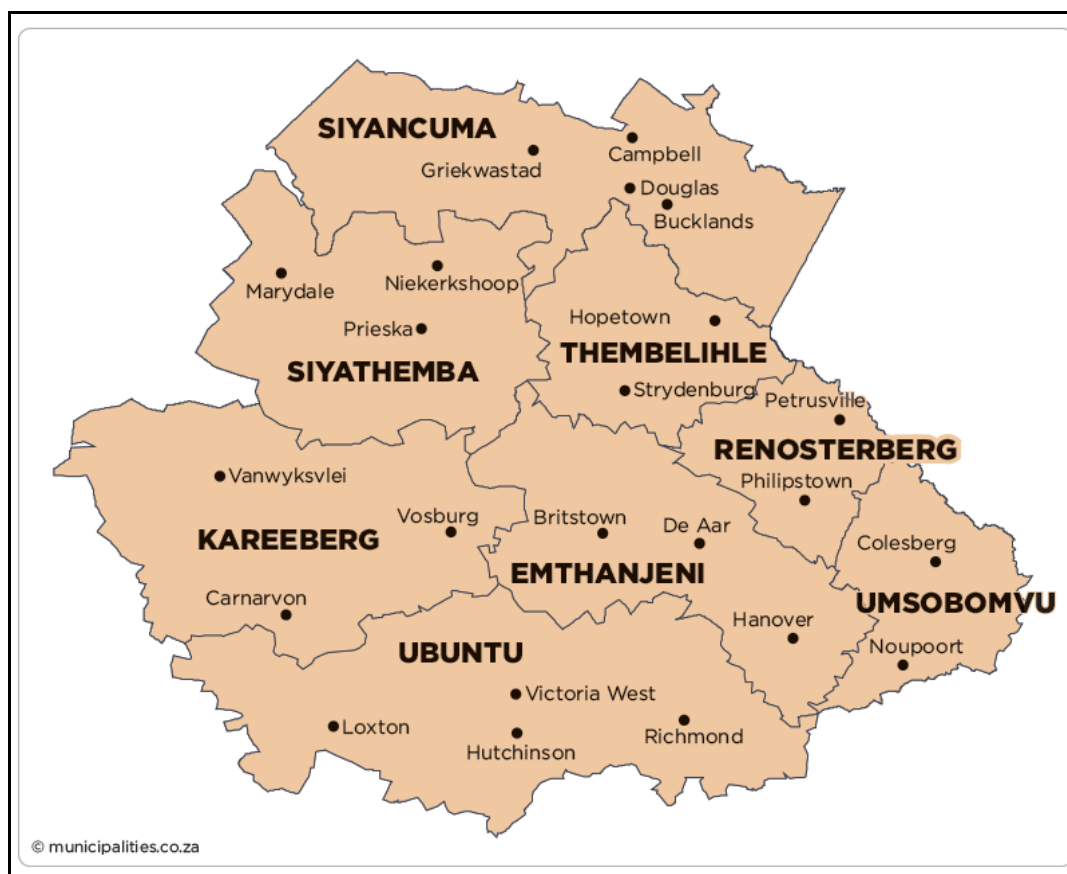 SIYANCUMA
Griekwastad
Campbell
Douglas
Bucklands
Marydale
Niekerkshoop
Prieska
SIYATHEMBA
Hopetown
THEMBELIHLE
Strydenburg
Petrusville
RENOSTERBERG
Philipstown
Vanwyksvlei
Vosburg
KAREEBERG
Carnarvon
Britstown
De Aar
EMTHANJENI
Hanover
Colesberg
UMSOBOMVU
Noupoort
UBUNTU
Victoria West
Loxton
Hutchinson
Richmond
© municipalities.co.za